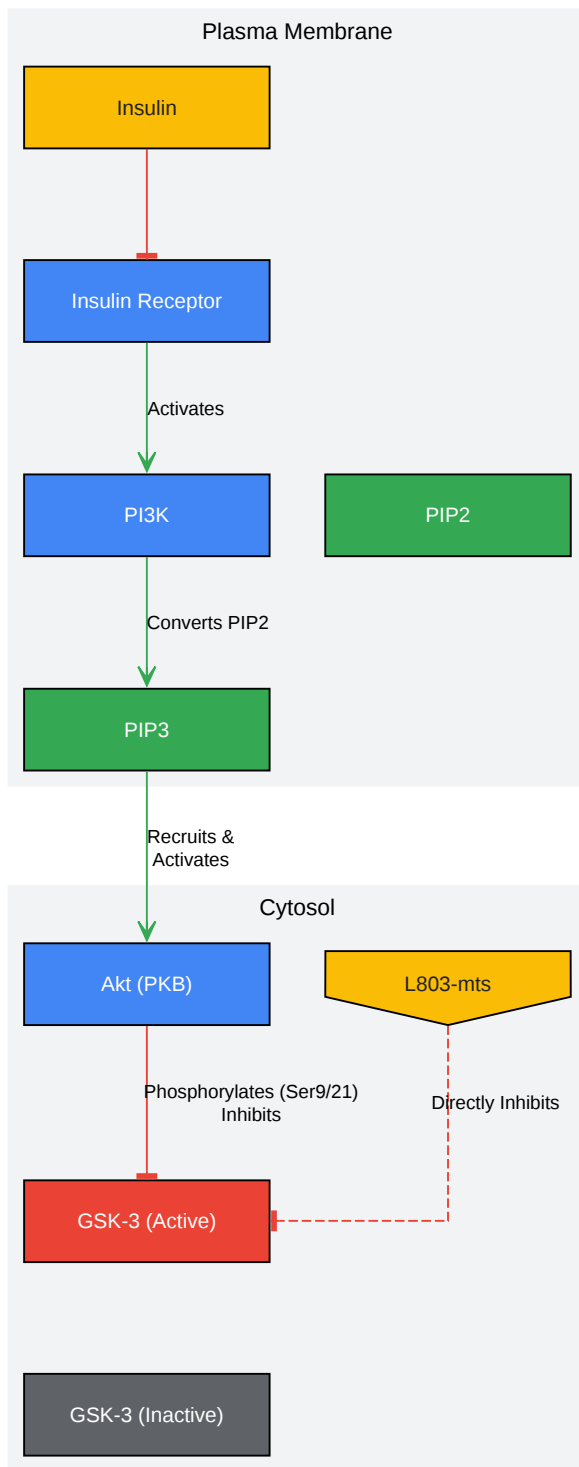 Plasma Membrane
Insulin
Insulin Receptor
Activates
PI3K
PIP2
Converts PIP2
PIP3
Recruits &
Activates
Cytosol
Akt (PKB)
L803-mts
Phosphorylates (Ser9/21)
Inhibits
Directly Inhibits
GSK-3 (Active)
GSK-3 (Inactive)